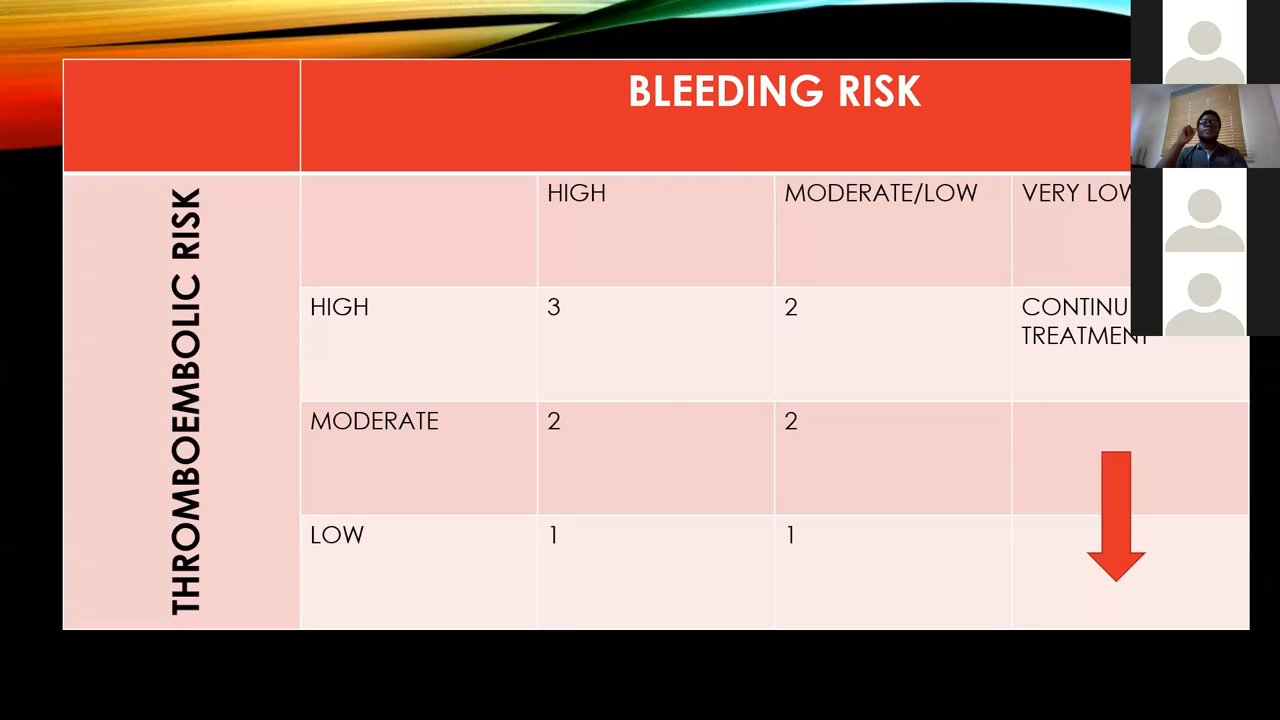 BLEEDING RISK
THROMBOEMBOLIC RISK
HIGH
MODERATE/LOW
VERY LOW
HIGH
3
2
CONTINU
TREATMENT
MODERATE
2
2
LOW
1
1